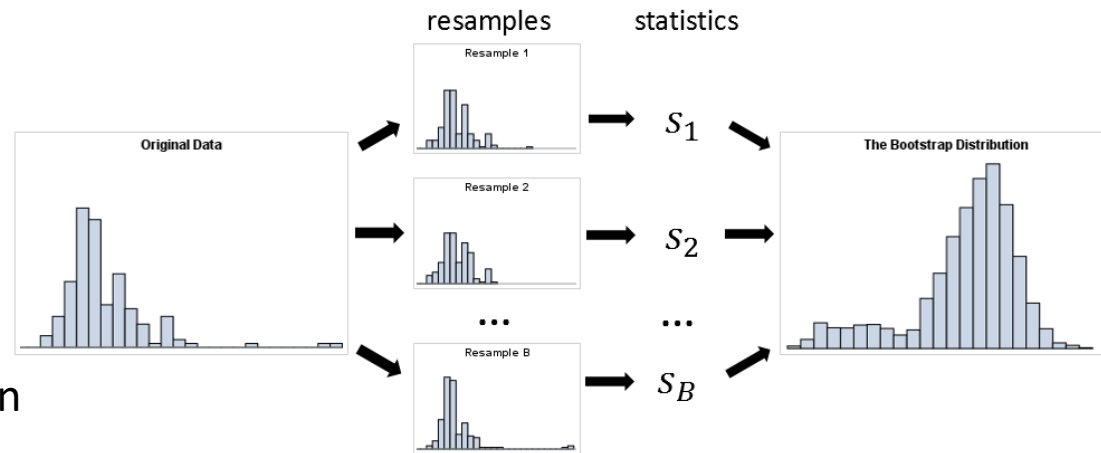 resamples
statistics
Resample 1
S1
Original Data
The Bootstrap Distribution
Resample 2
S2
...
...
Resample B
SB
n